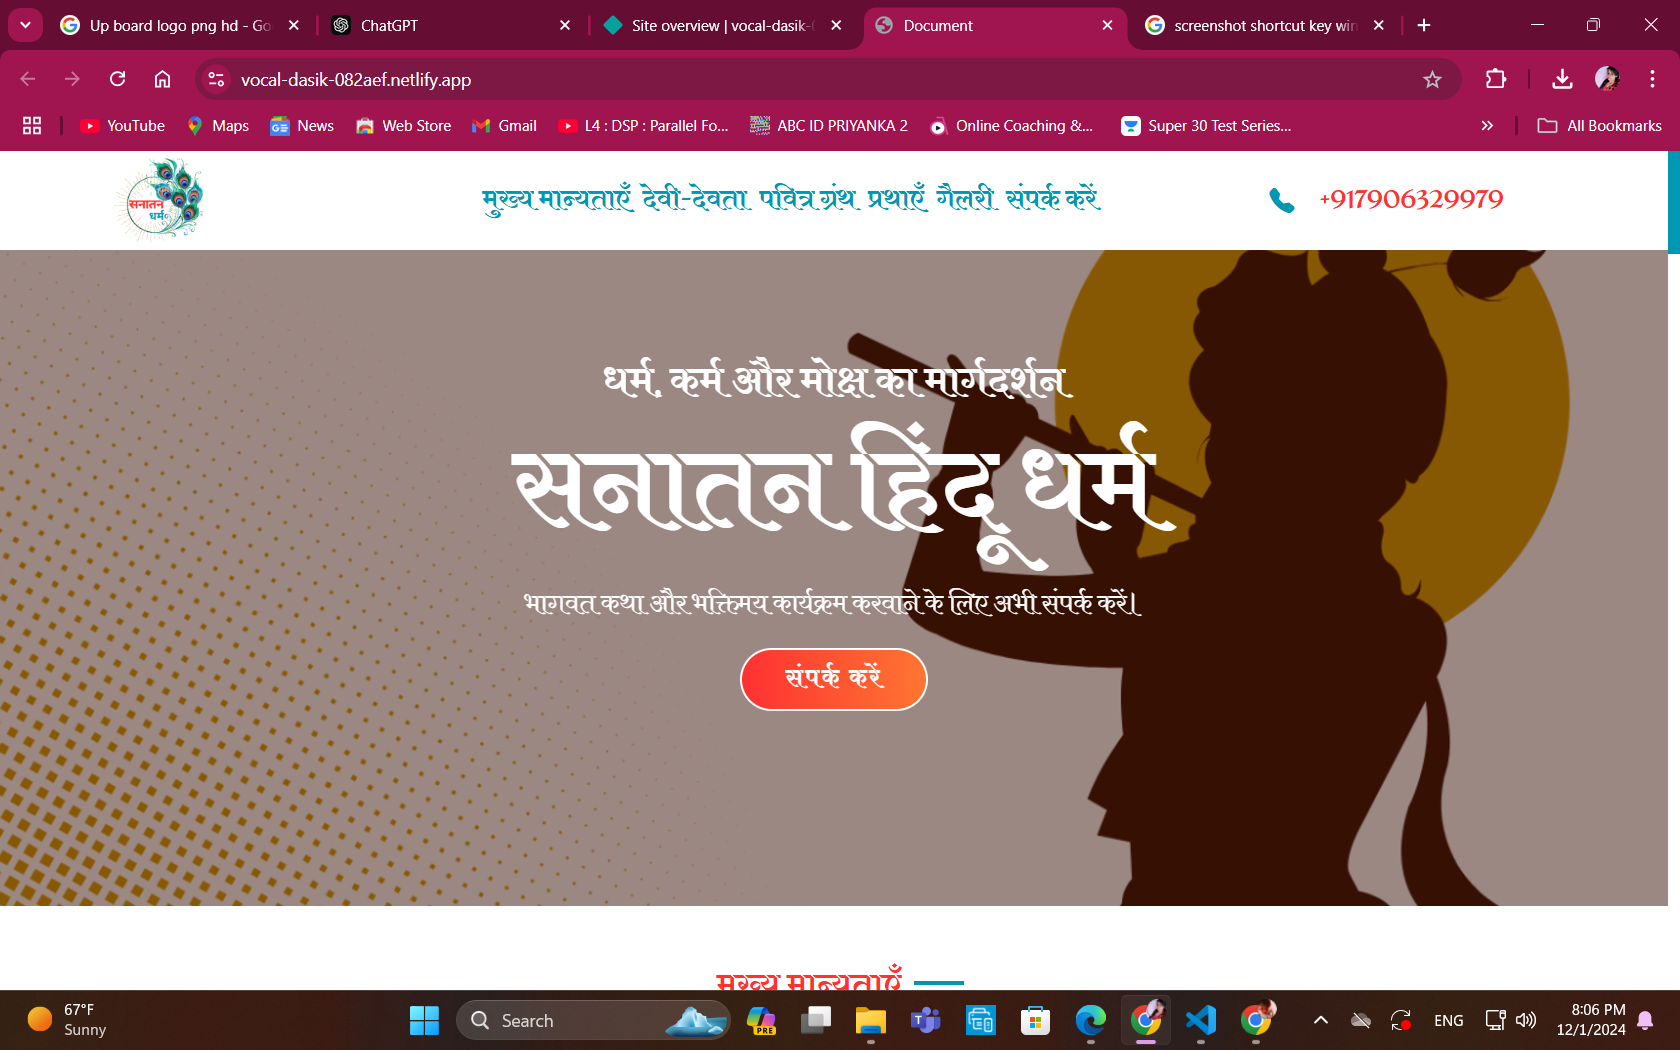 Up board logo png hd - Go
ChatGPT
Site overview | vocal-dasik-0
Document
screenshot shortcut key win
vocal-dasik-082aef.netlify.app
YouTube
Maps
News
Web Store
Gmail
L4 : DSP : Parallel Fo...
ABC ID PRIYANKA 2
Online Coaching &...
Super 30 Test Series...
All Bookmarks
सनातन
धर्म
मुख्य मान्यताएँ देवी-देवता पवित्र ग्रंथ प्रथाएँ गैलरी संपर्क करें
+917906329979
धर्म, कर्म और मोक्ष का मार्गदर्शन
सनातन हिंदू धर्म
भागवत कथा और भक्तिमय कार्यक्रम करवाने के लिए अभी संपर्क करें।
संपर्क करें
मुख्य मान्यताएँ
67°F
Sunny
Search
PRE
ENG
8:06 PM
12/1/2024